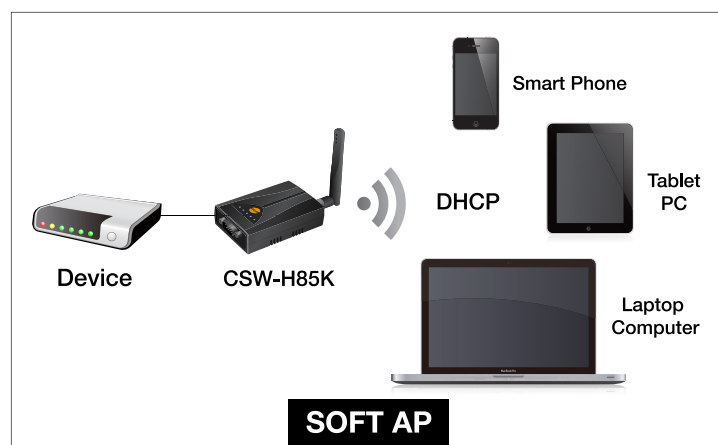 Smart Phone
Tablet
PC
DHCP
Device
CSW-H85K
Laptop
Computer
SOFT AP